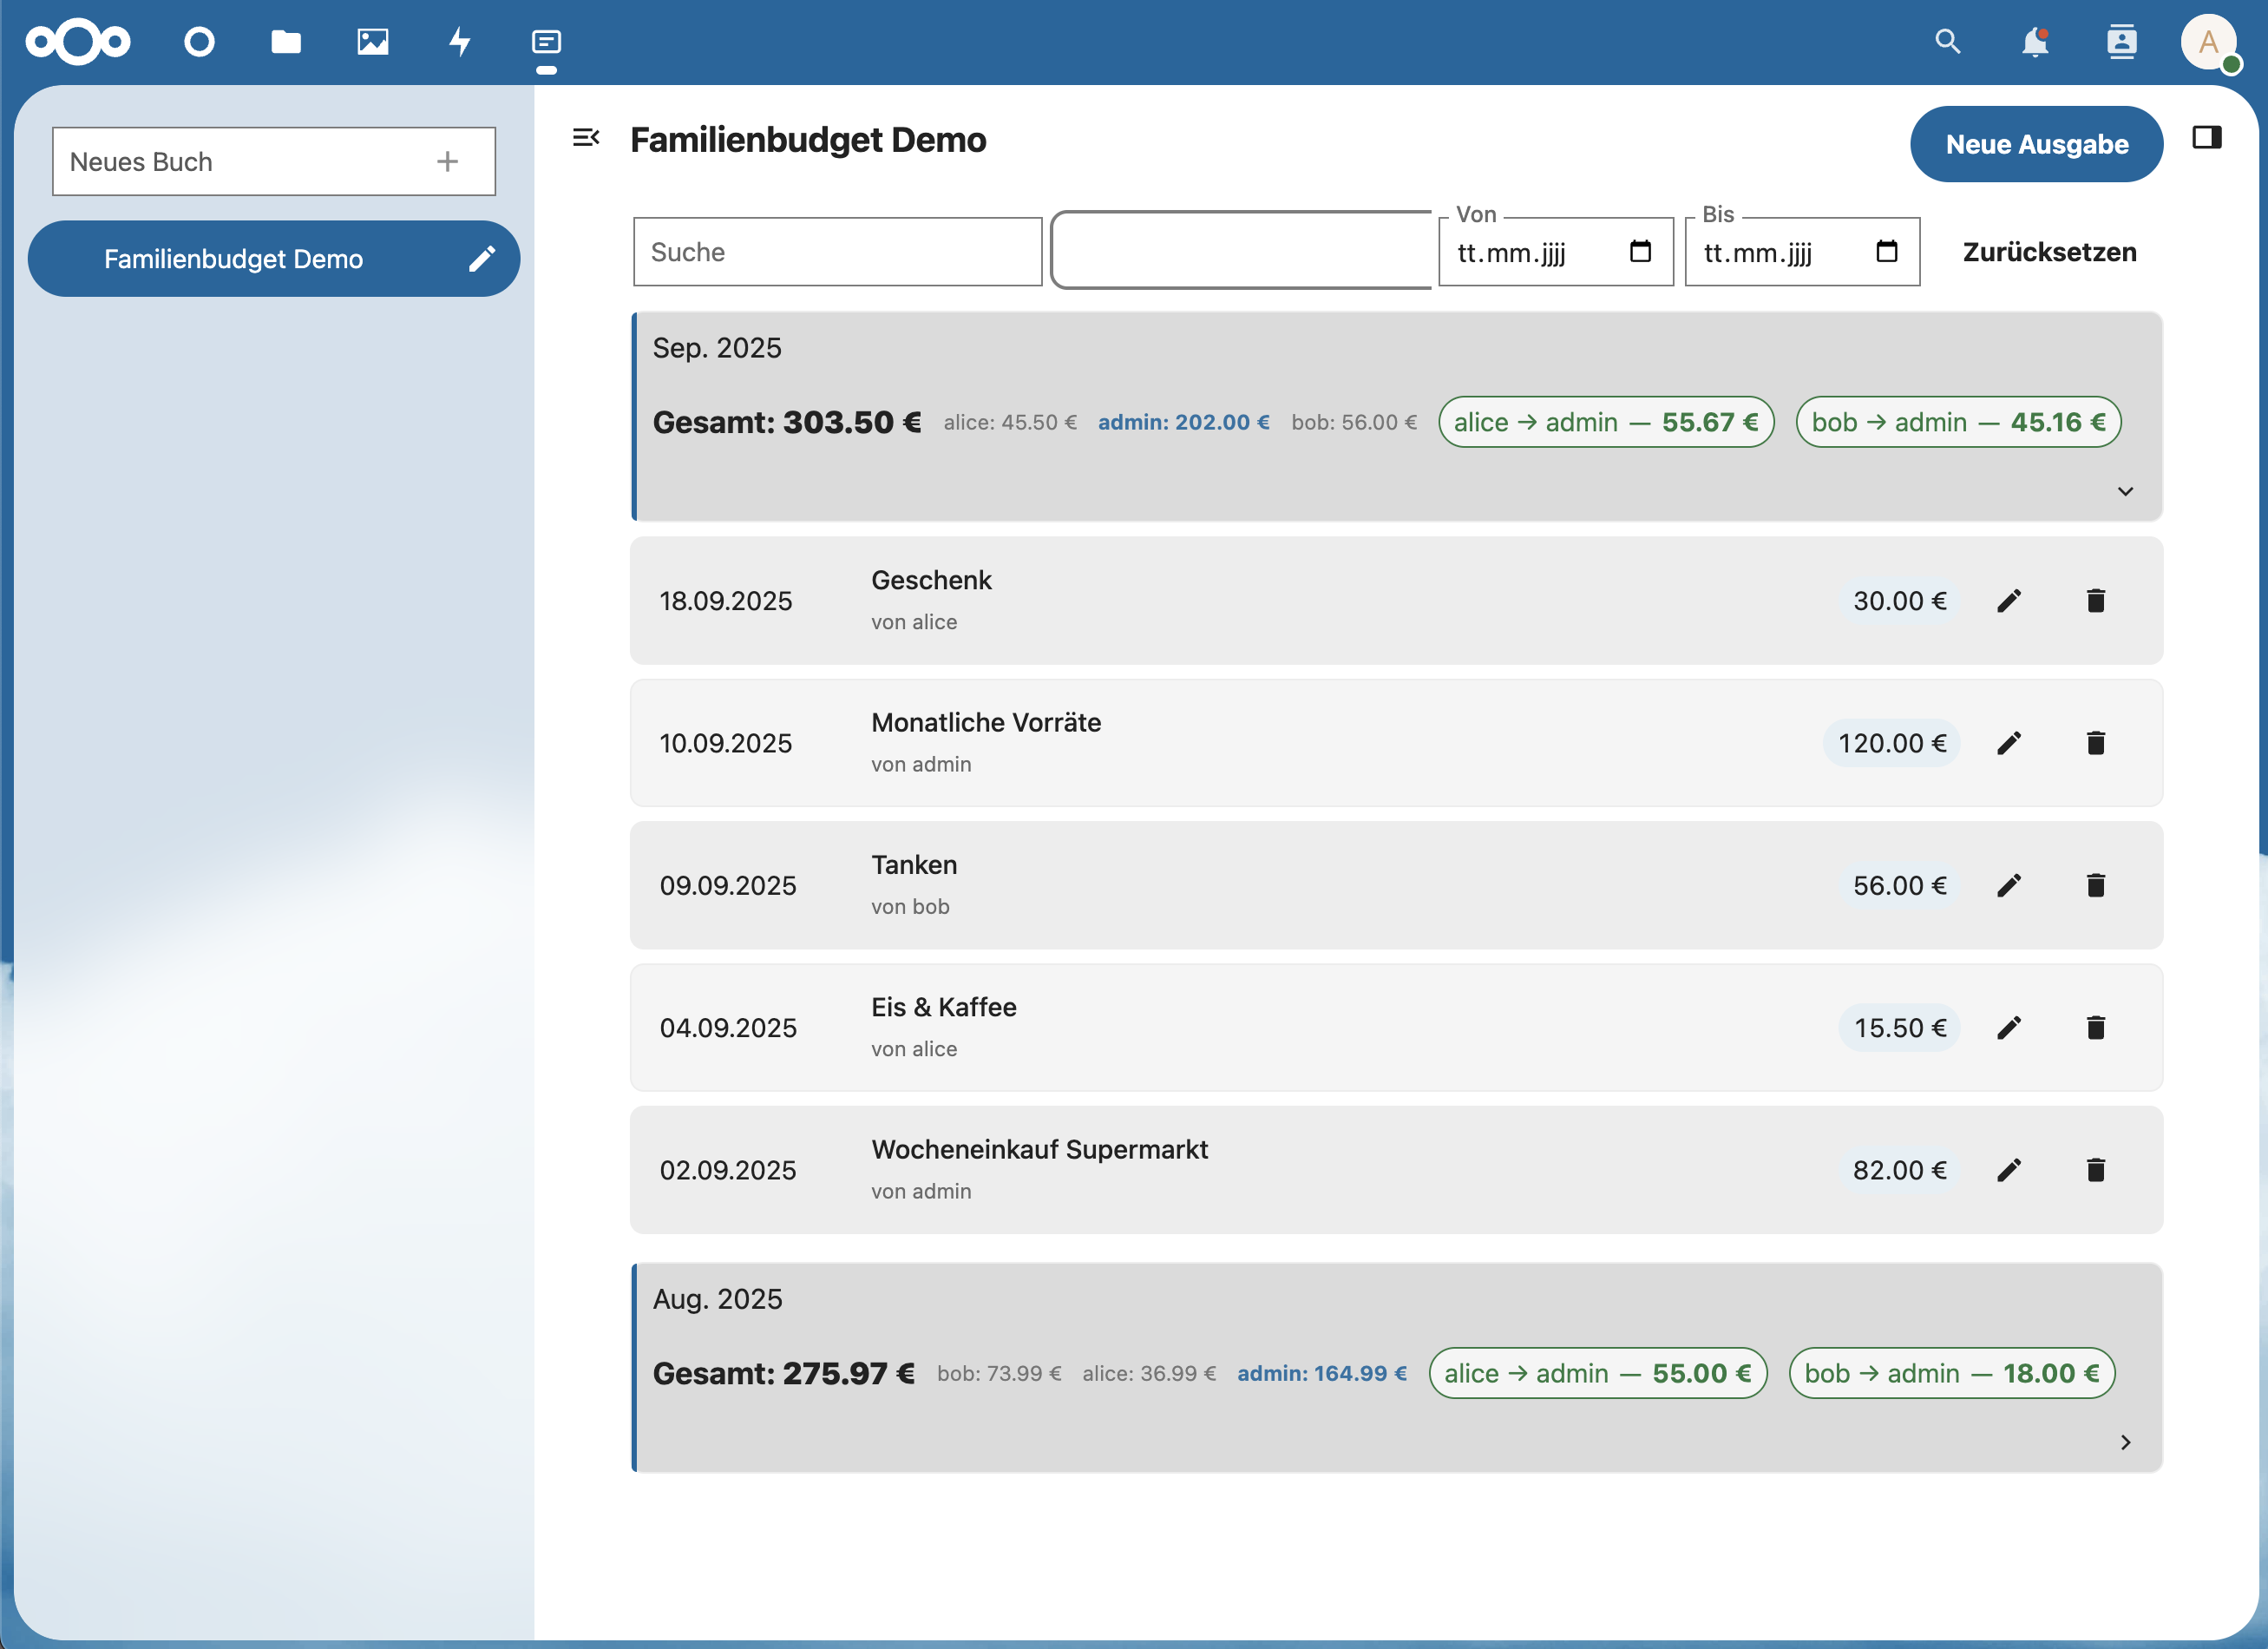 A
Neues Buch
Familienbudget Demo
Familienbudget Demo
Neue Ausgabe
Suche
Von
tt.mm.jjjj
Bis
tt.mm.jjjj
Zurücksetzen
Sep. 2025
Gesamt: 303.50 € alice: 45.50 € admin: 202.00 € bob: 56.00 € alice → admin — 55.67 € bob → admin — 45.16 €
18.09.2025
Geschenk
von alice
30.00 €
10.09.2025
Monatliche Vorräte
von admin
120.00 €
09.09.2025
Tanken
von bob
56.00 €
04.09.2025
Eis & Kaffee
von alice
15.50 €
02.09.2025
Wocheneinkauf Supermarkt
von admin
82.00 €
Aug. 2025
Gesamt: 275.97 € bob: 73.99 € alice: 36.99 € admin: 164.99 € alice → admin — 55.00 € bob → admin — 18.00 €